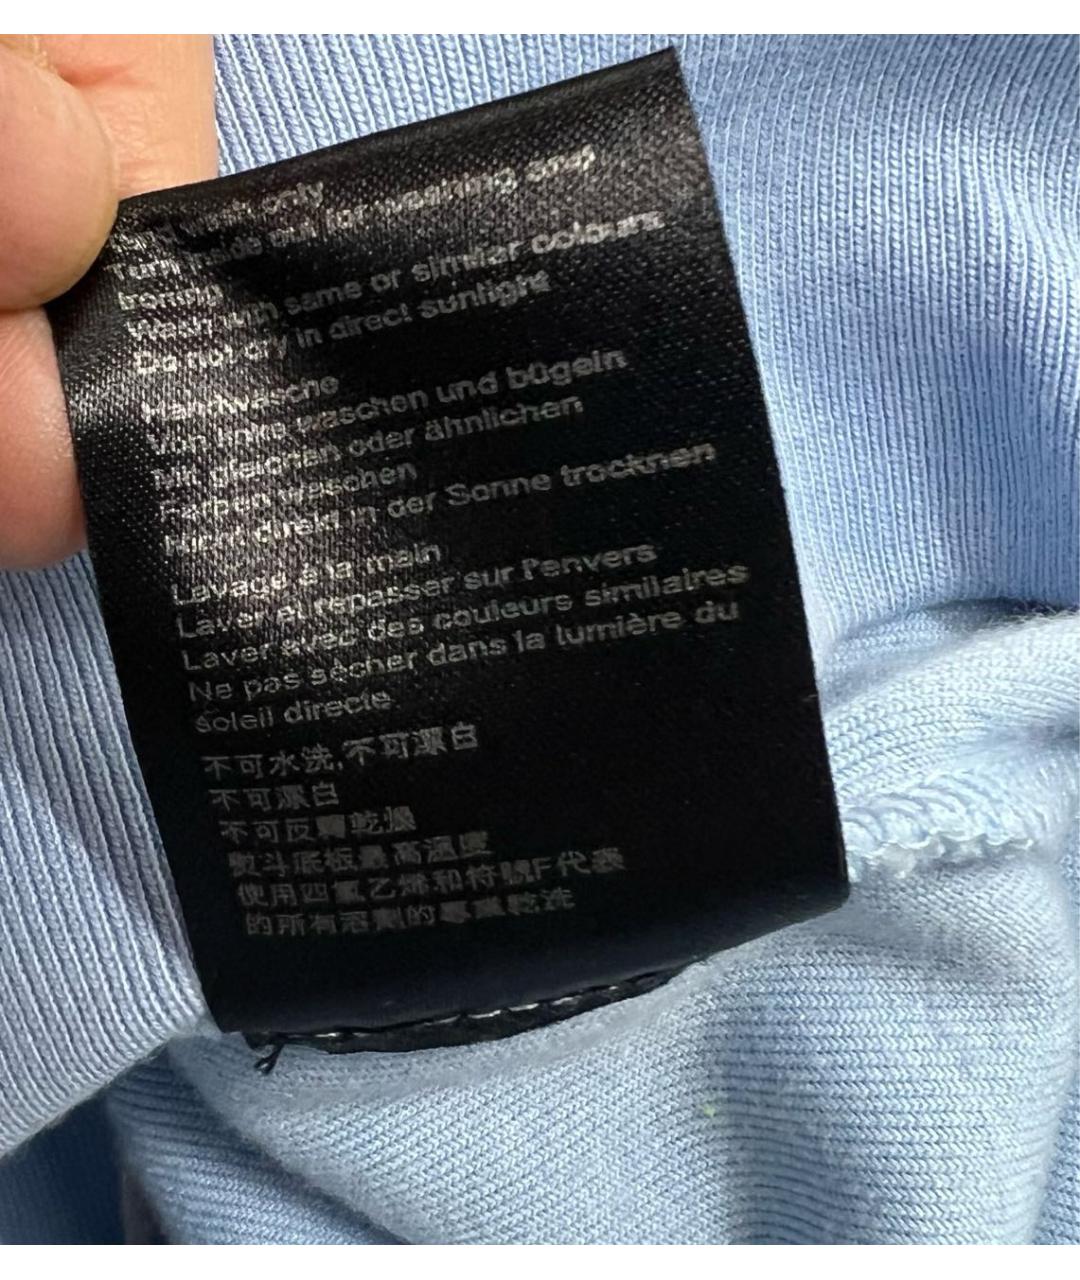 Hand wash only
Turn inside out for washing and
ironing
Wash with same or similar colours
Do not dry in direct sunlight
Handwäsche
Von links waschen und bügeln
Mit gleichen oder ähnlichen
Farben waschen
Nicht direkt in der Sonne trocknen
Lavage à la main
Laver et repasser sur l'envers
Laver avec des couleurs similaires
Ne pas sécher dans la lumière du
soleil directe
不可水洗,不可漂白
不可漂白
不可反轉乾燥
熨斗底板最高溫度
使用四氯乙烯和符號F代表
的所有溶劑的專業乾洗